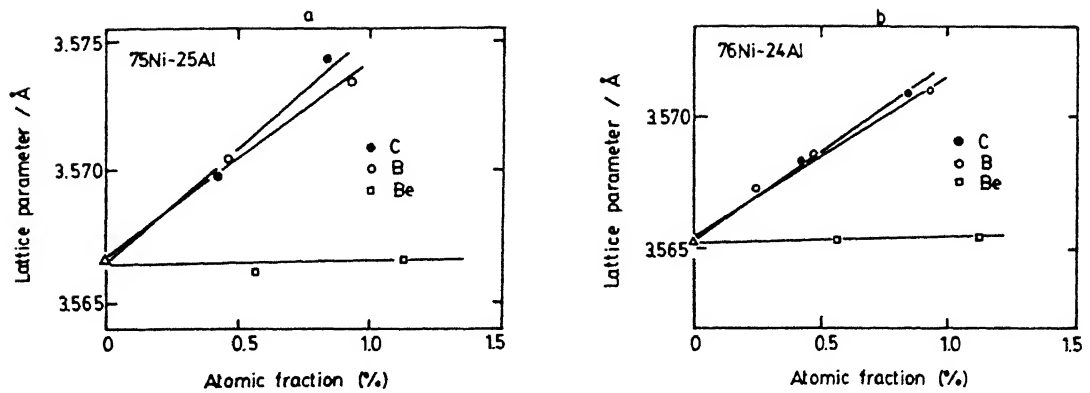 a
75Ni-25Al
3.575
3.570
3.565
Lattice parameter / Å
C
B
Be
0
0.5
1.0
1.5
Atomic fraction (%)
b
76Ni-24Al
3.570
3.565
Lattice parameter / Å
C
B
Be
0
0.5
1.0
1.5
Atomic fraction (%)